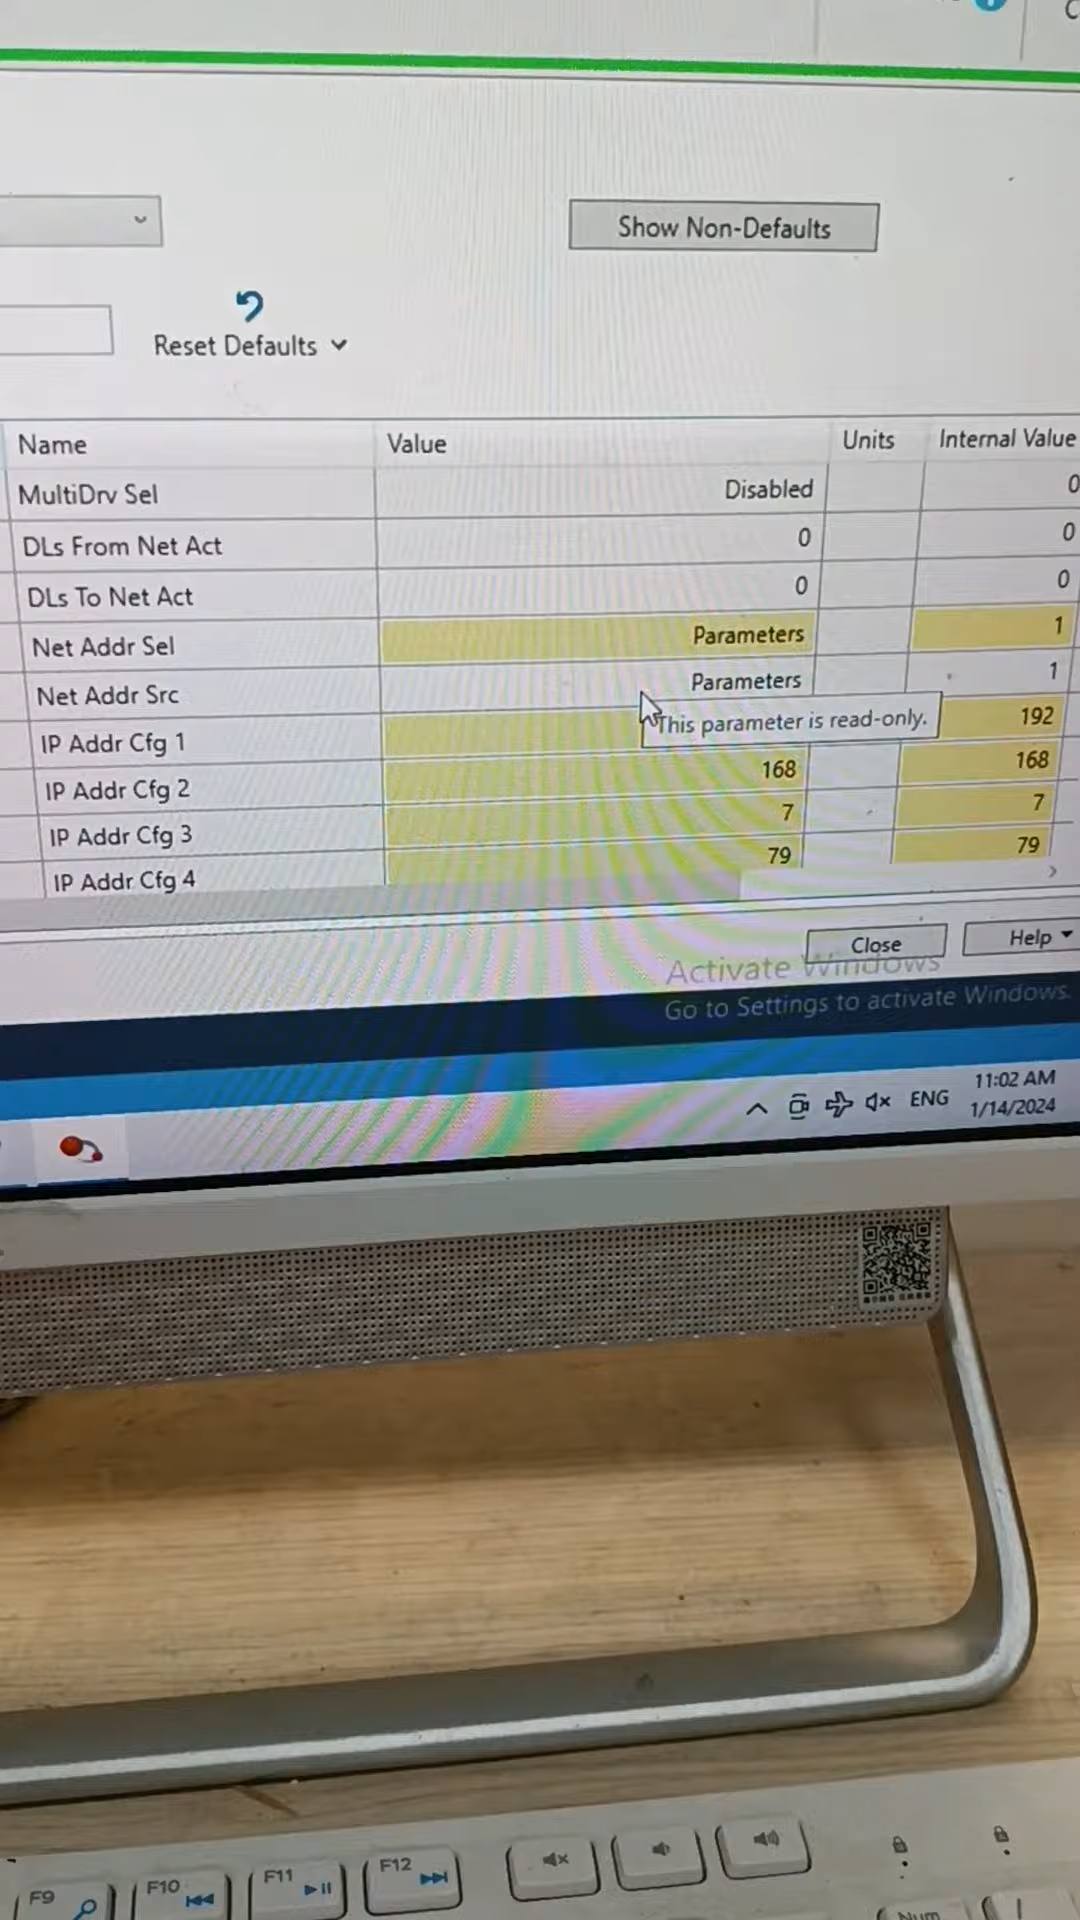 Show Non-Defaults
Reset Defaults
Name Value Units Internal Value
MultiDrv Sel Disabled 0
DLs From Net Act 0 0
DLs To Net Act 0 0
Net Addr Sel Parameters 1
Net Addr Src Parameters 1
This parameter is read-only.
IP Addr Cfg 1 192
IP Addr Cfg 2 168 168
IP Addr Cfg 3 7 7
IP Addr Cfg 4 79 79
Close Help
Activate Windows
Go to Settings to activate Windows.
ENG 11:02 AM
1/14/2024
F9 F10 F11 F12
Num